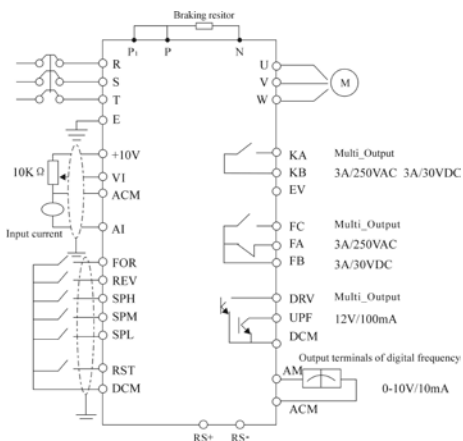 Braking resitor
P1 P N
R
S
T
E
+10V
10K Ω
VI
ACM
AI
Input current
FOR
REV
SPH
SPM
SPL
RST
DCM
U
V
W
M
KA Multi_Output
KB 3A/250VAC 3A/30VDC
EV
FC Multi_Output
FA 3A/250VAC
FB 3A/30VDC
DRV Multi_Output
UPF 12V/100mA
DCM
Output terminals of digital frequency
AM
0-10V/10mA
ACM
RS+ RS-